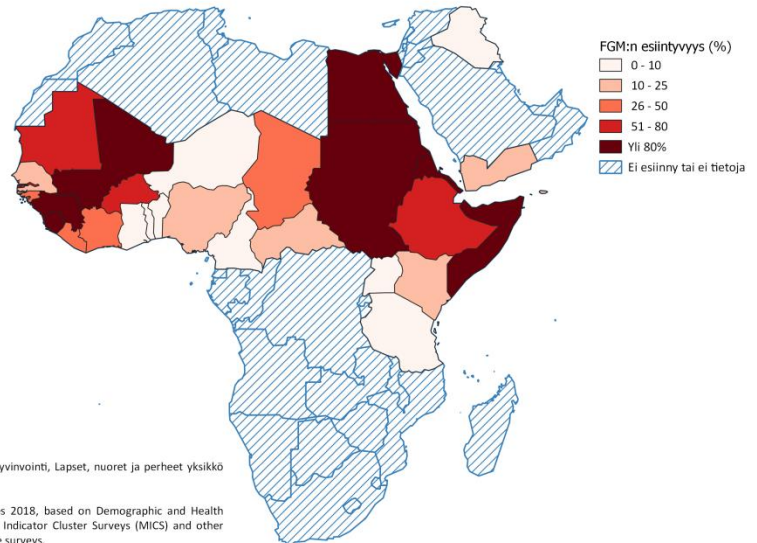 FGM:n esiintyvyys (%)
0 - 10
10 - 25
26 - 50
51 - 80
Yli 80%
Ei esiinny tai ei tietoja
Lapset, nuoret ja perheet yksikkö
2018, based on Demographic and Health
Indicator Cluster Surveys (MICS) and other
surveys.